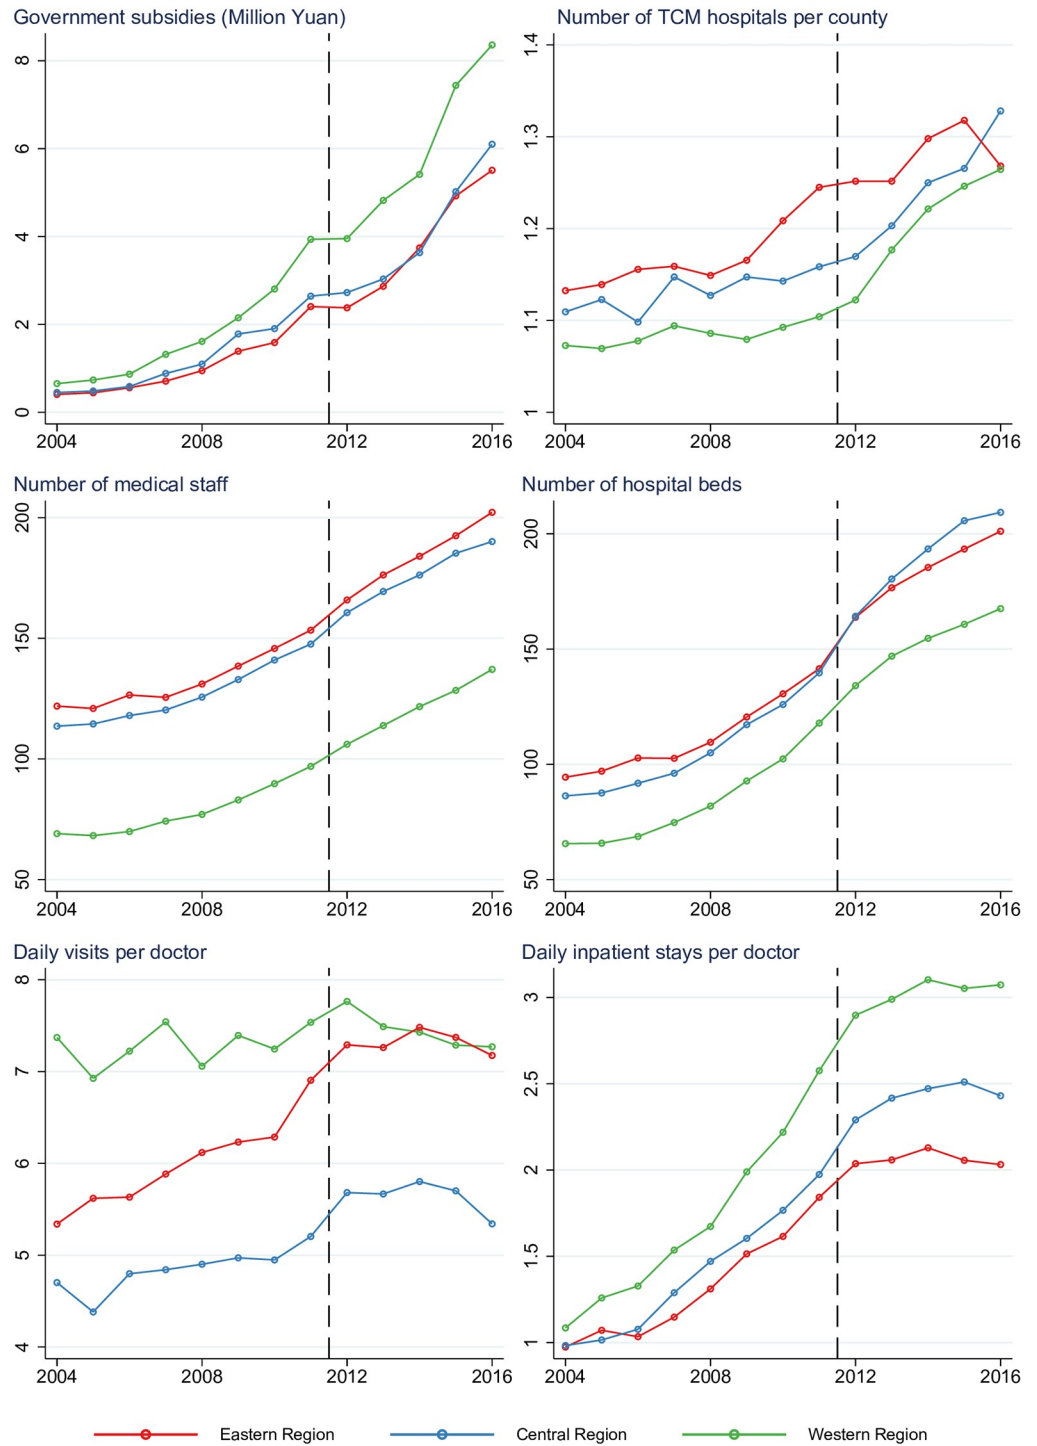 Government subsidies (Million Yuan)
8
6
4
2
0
2004 2008 2012 2016
Number of TCM hospitals per county
1.4
1.3
1.2
1.1
1
2004 2008 2012 2016
Number of medical staff
200
150
100
50
2004 2008 2012 2016
Number of hospital beds
200
150
100
50
2004 2008 2012 2016
Daily visits per doctor
8
7
6
5
4
2004 2008 2012 2016
Daily inpatient stays per doctor
3
2.5
2
1.5
1
2004 2008 2012 2016
Eastern Region Central Region Western Region